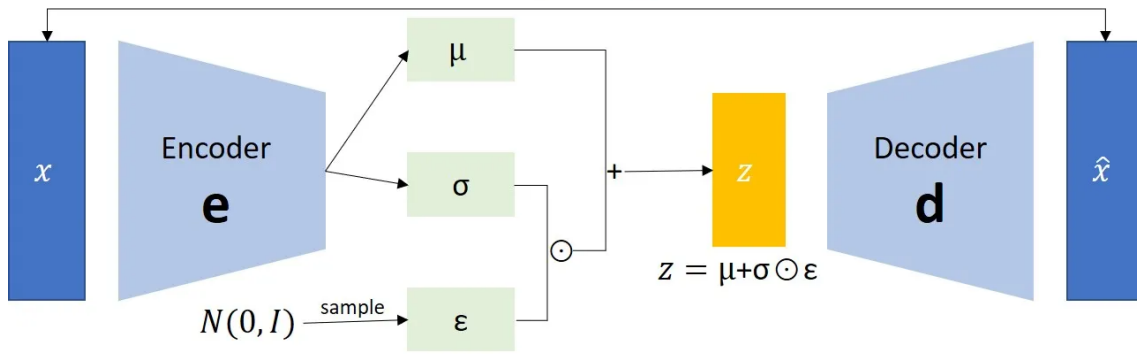 x
Encoder
e
μ
σ
ε
N(0, I)
sample
⊙
+
z
z = μ+σ⊙ε
Decoder
d
x̂